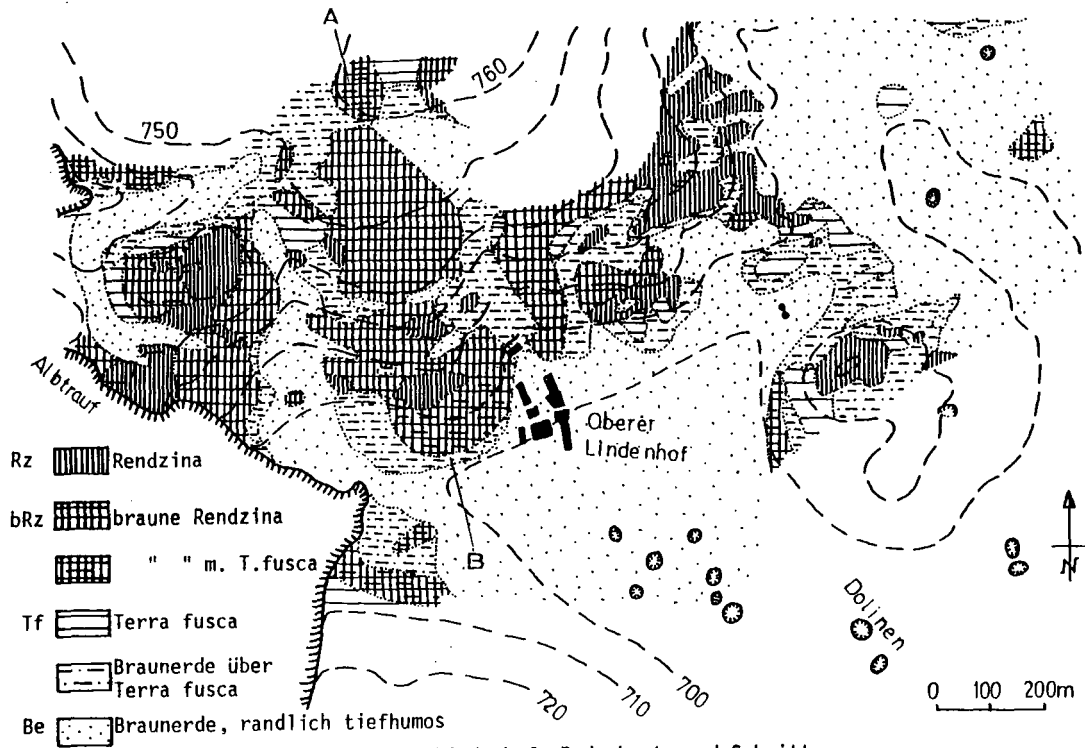 A
760
750
Albtrauf
Oberer
Lindenhof
Rz Rendzina
bRz braune Rendzina
" " m. T.fusca
B
N
Tf Terra fusca
Dolinen
Braunerde über
Terra fusca
700
710
720
0 100 200m
Be Braunerde, randlich tiefhumos